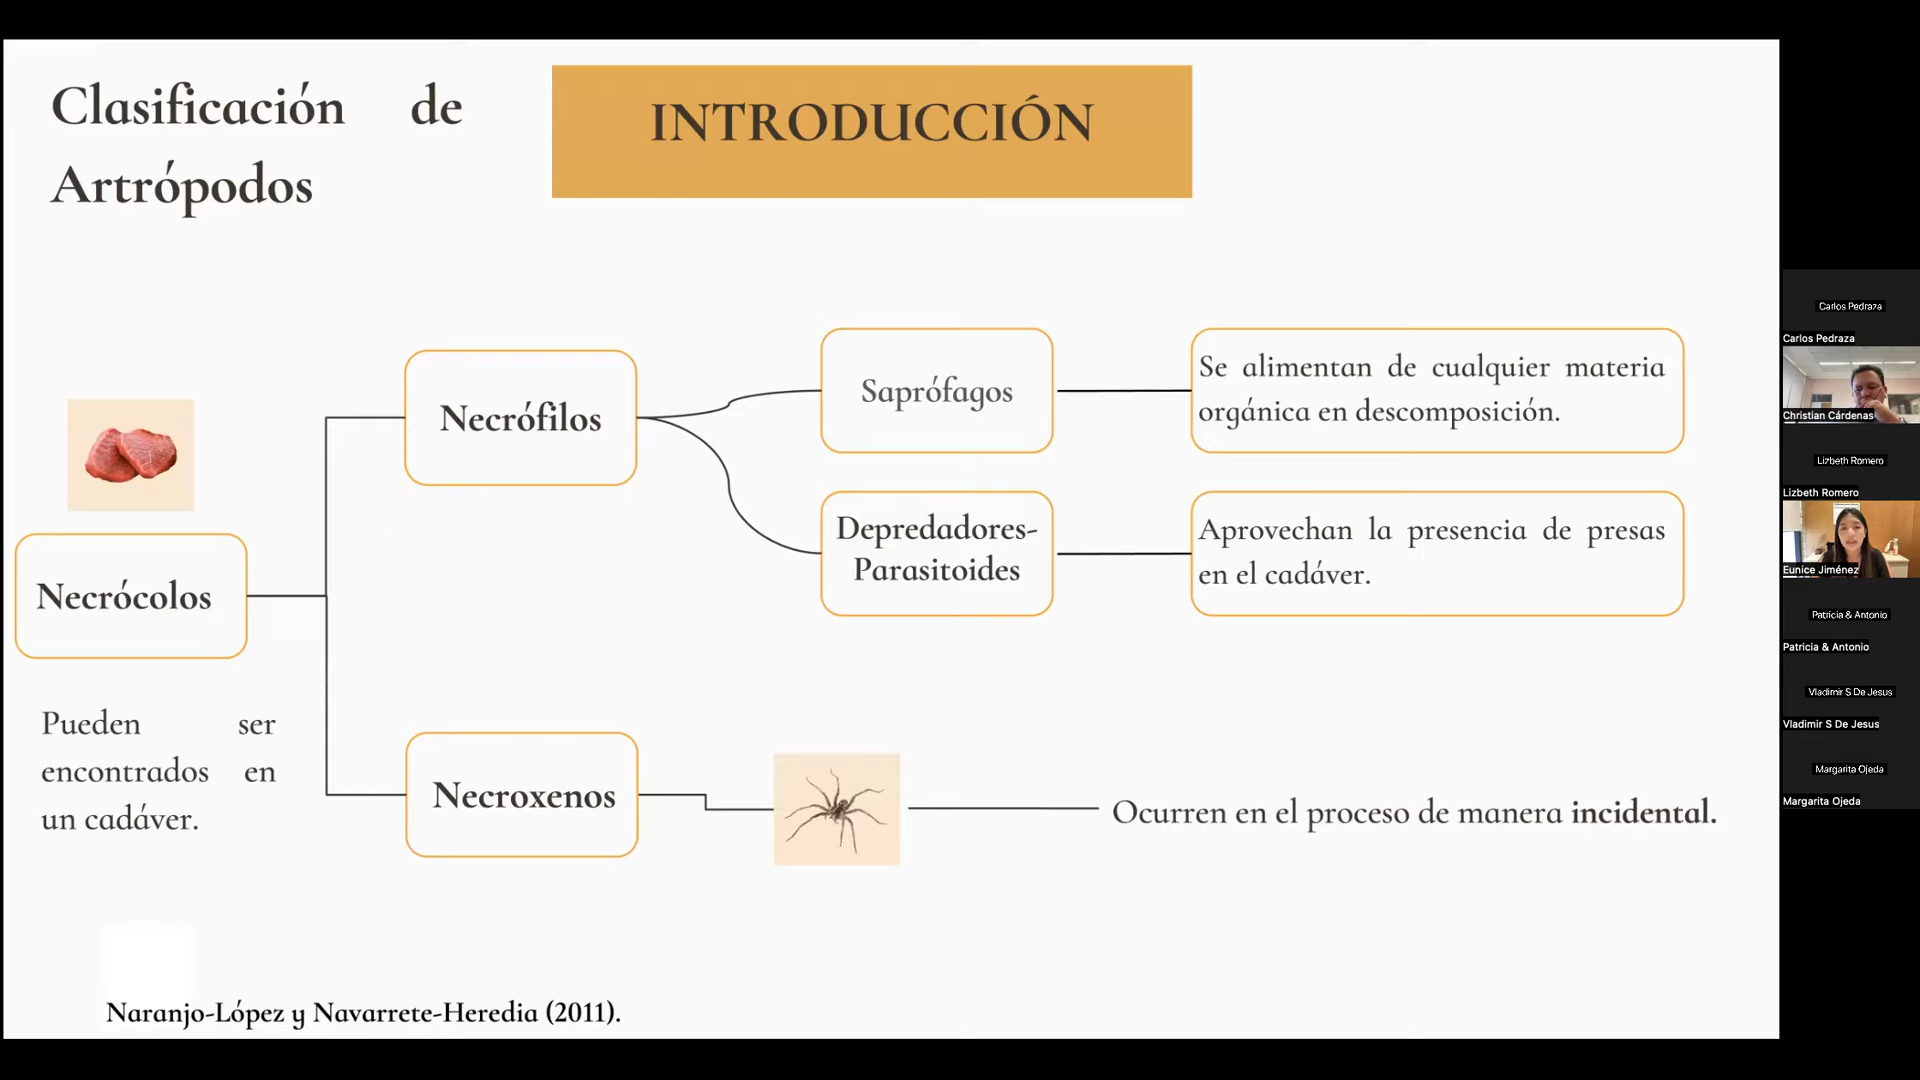 Clasificación de
Artrópodos
INTRODUCCIÓN
Necrófilos
Saprófagos
Se alimentan de cualquier materia
orgánica en descomposición.
Depredadores-
Parasitoides
Aprovechan la presencia de presas
en el cadáver.
Necrócolos
Pueden ser
encontrados en
un cadáver.
Necroxenos
Ocurren en el proceso de manera incidental.
Naranjo-López y Navarrete-Heredia (2011).
Carlos Pedraza
Carlos Pedraza
Christian Cárdenas
Lizbeth Romero
Lizbeth Romero
Eunice Jiménez
Patricia & Antonio
Patricia & Antonio
Vladimir S De Jesus
Vladimir S De Jesus
Margarita Ojeda
Margarita Ojeda